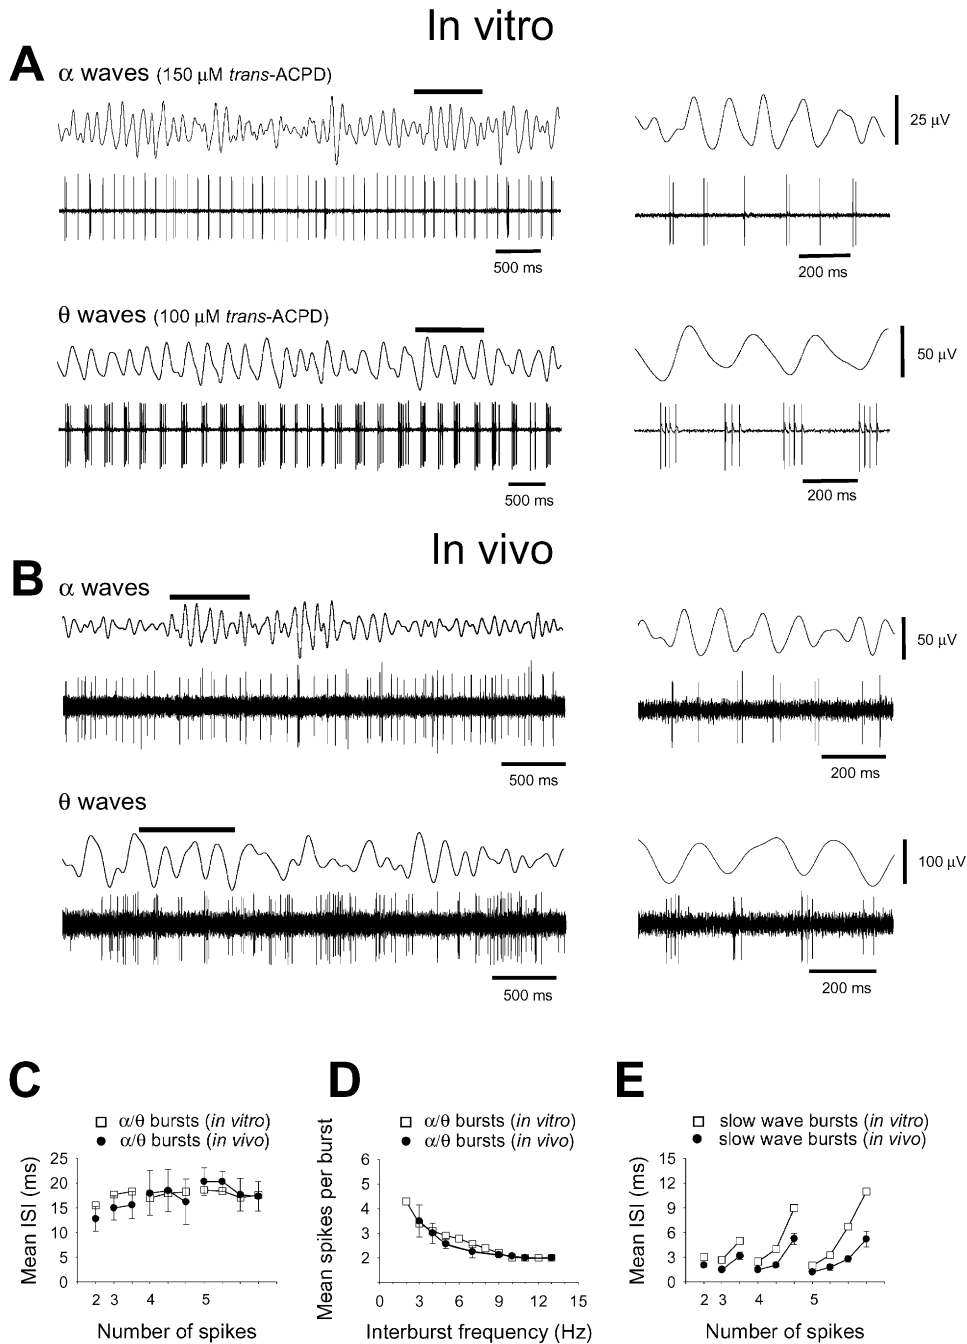 In vitro
A
α waves (150 μM trans-ACPD)
25 μV
500 ms
200 ms
θ waves (100 μM trans-ACPD)
50 μV
500 ms
200 ms
In vivo
B
α waves
50 μV
500 ms
200 ms
θ waves
100 μV
500 ms
200 ms
C
α/θ bursts (in vitro)
α/θ bursts (in vivo)
Mean ISI (ms)
25
20
15
10
5
0
2 3 4 5
Number of spikes
D
α/θ bursts (in vitro)
α/θ bursts (in vivo)
Mean spikes per burst
6
5
4
3
2
0 3 6 9 12 15
Interburst frequency (Hz)
E
slow wave bursts (in vitro)
slow wave bursts (in vivo)
Mean ISI (ms)
15
12
9
6
3
0
2 3 4 5
Number of spikes